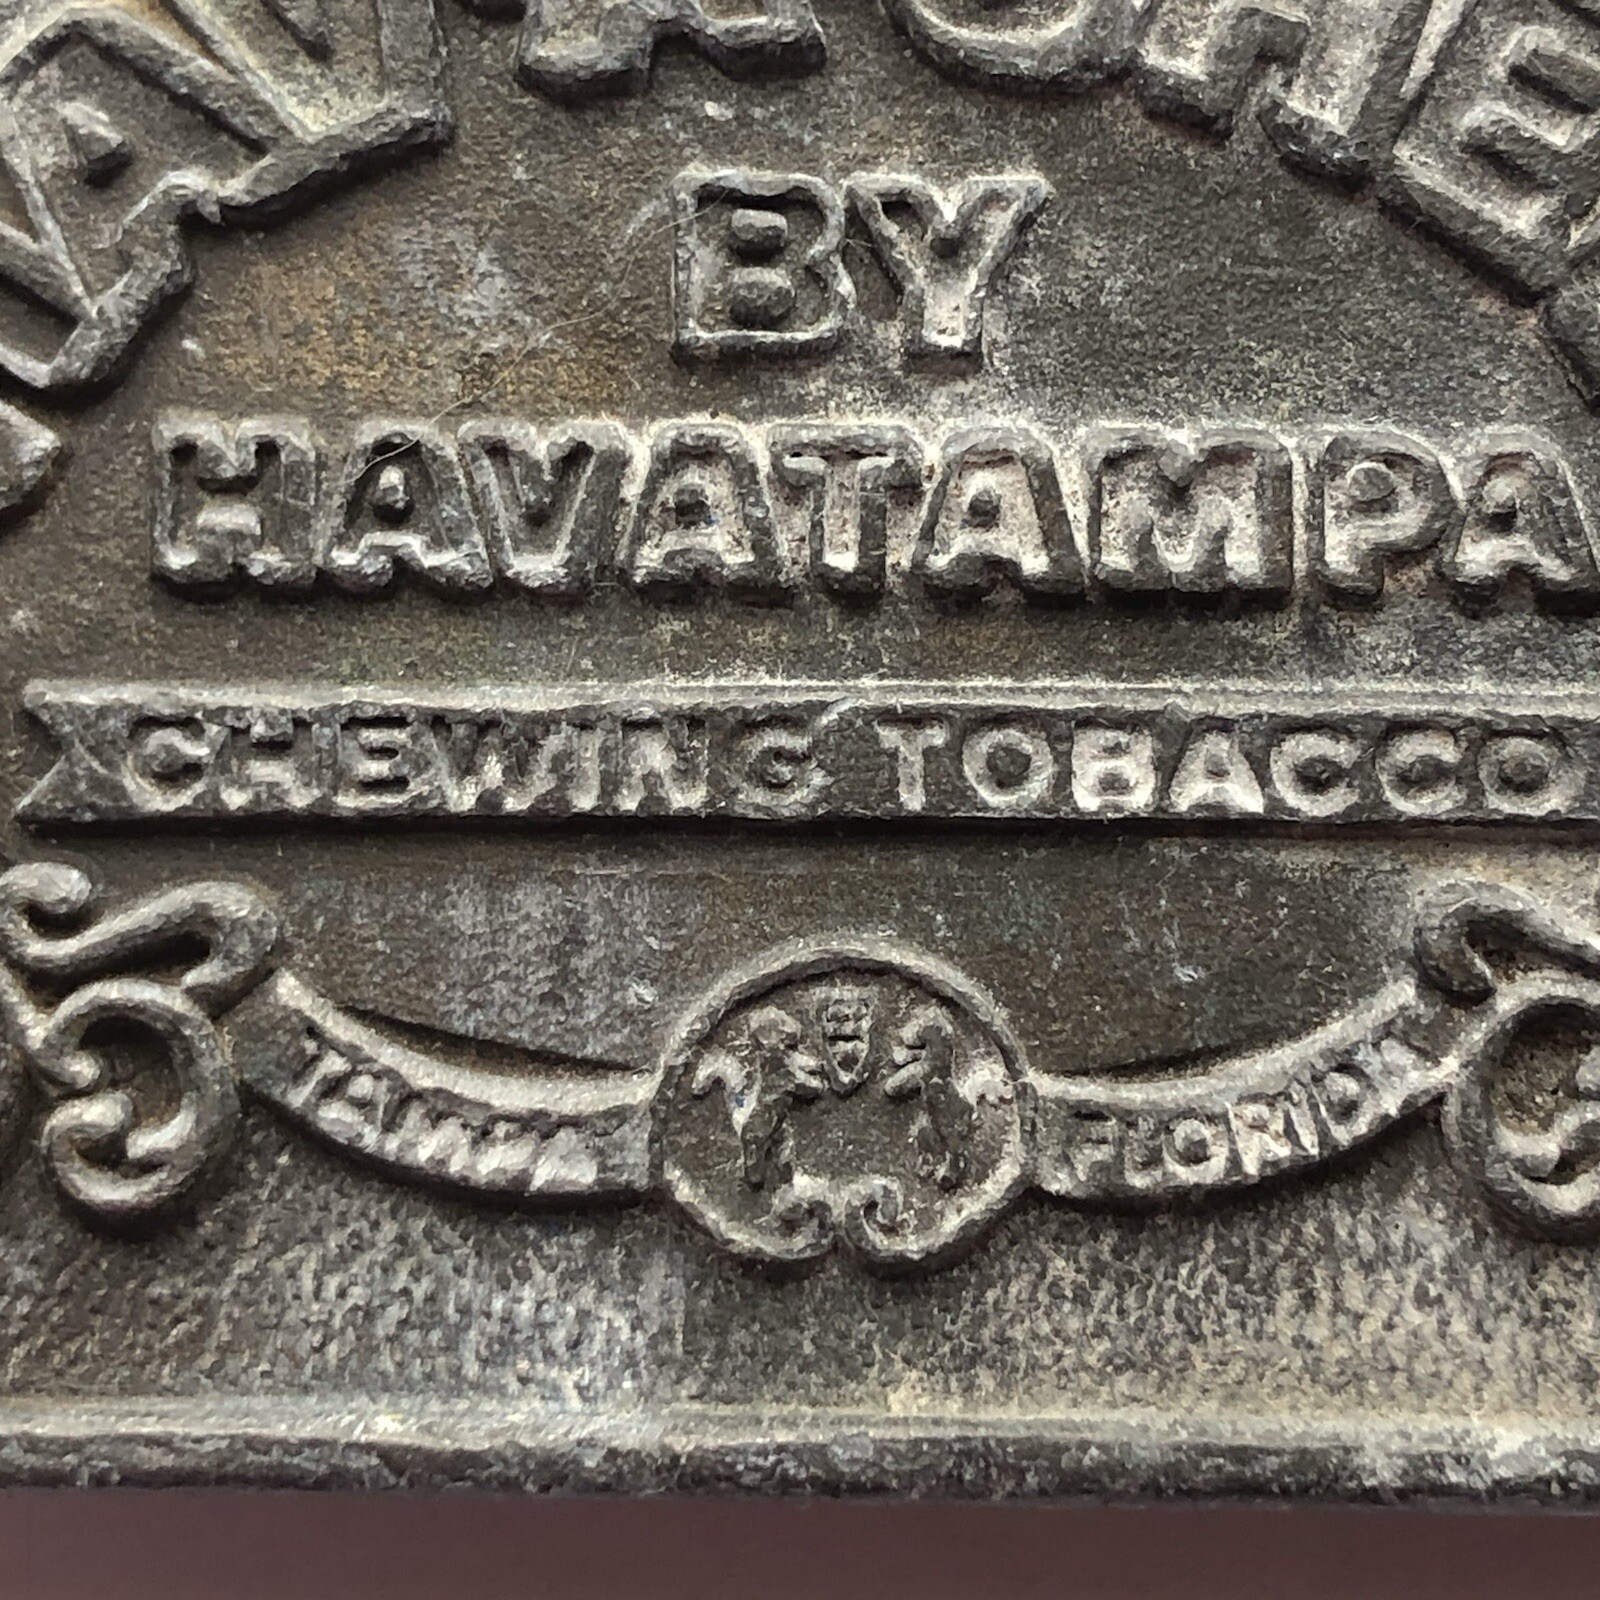 BY
HAVATAMPA
CHEWING TOBACCO
TAMPA FLORIDA